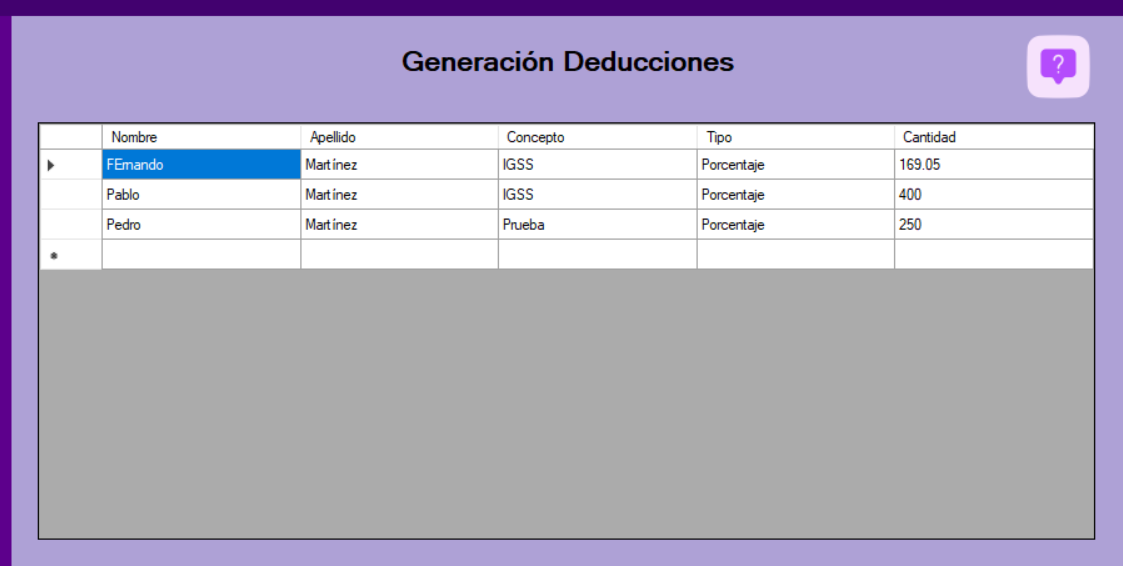 Generación Deducciones
?
Nombre Apellido Concepto Tipo Cantidad
FErnando Martínez IGSS Porcentaje 169.05
Pablo Martínez IGSS Porcentaje 400
Pedro Martínez Prueba Porcentaje 250